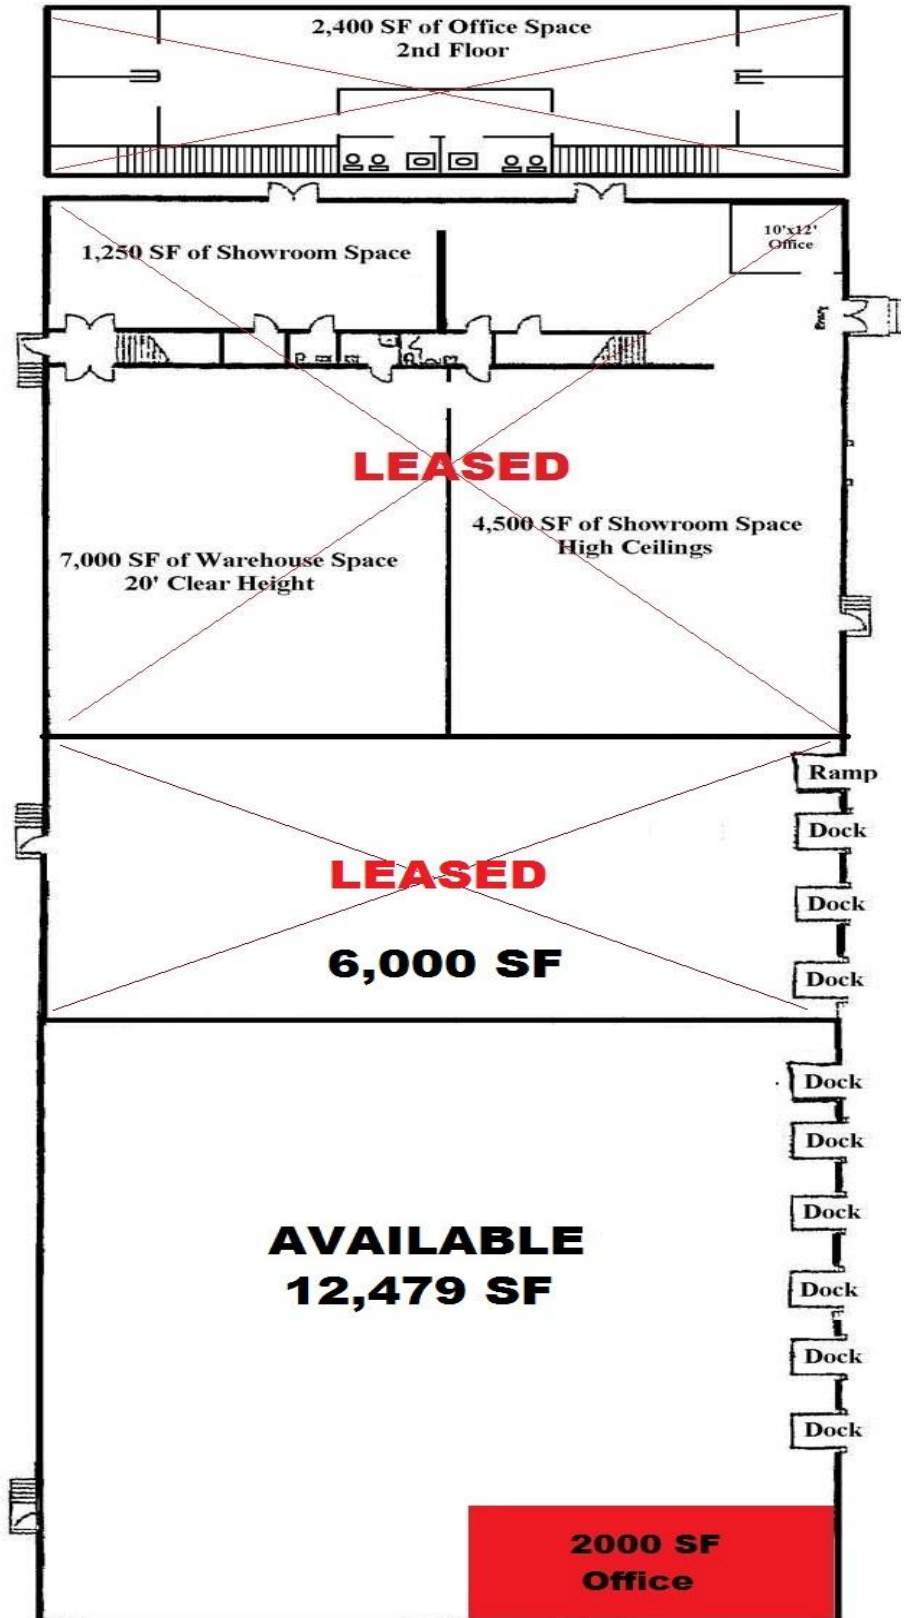 2,400 SF of Office Space
2nd Floor
1,250 SF of Showroom Space
10'x12'
Office
LEASED
4,500 SF of Showroom Space
High Ceilings
7,000 SF of Warehouse Space
20' Clear Height
Ramp
Dock
LEASED
Dock
6,000 SF
Dock
Dock
Dock
Dock
AVAILABLE
12,479 SF
Dock
Dock
Dock
2000 SF
Office